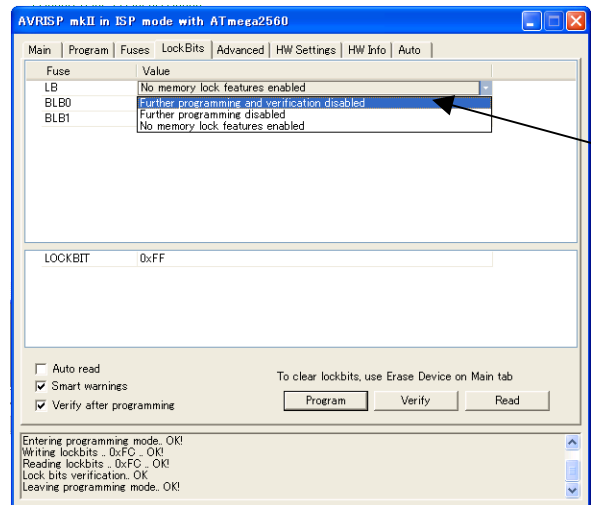 AVRISP mkII in ISP mode with ATmega2560
Main Program Fuses LockBits Advanced HW Settings HW Info Auto
Fuse Value
LB No memory lock features enabled
BLB0 Further programming and verification disabled
BLB1 Further programming disabled
No memory lock features enabled
LOCKBIT 0xFF
Auto read
To clear lockbits, use Erase Device on Main tab
Smart warnings
Verify after programming
Program Verify Read
Entering programming mode.. OK!
Writing lockbits .. 0xFC .. OK!
Reading lockbits .. 0xFC .. OK!
Lock bits verification.. OK
Leaving programming mode.. OK!